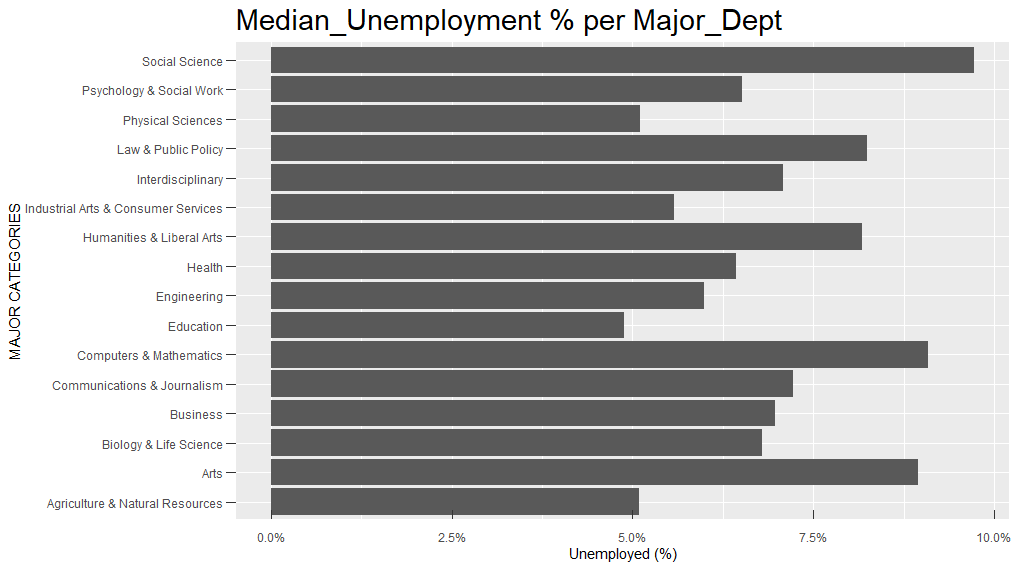 Median_Unemployment % per Major_Dept
MAJOR CATEGORIES
Social Science
Psychology & Social Work
Physical Sciences
Law & Public Policy
Interdisciplinary
Industrial Arts & Consumer Services
Humanities & Liberal Arts
Health
Engineering
Education
Computers & Mathematics
Communications & Journalism
Business
Biology & Life Science
Arts
Agriculture & Natural Resources
0.0% 2.5% 5.0% 7.5% 10.0%
Unemployed (%)